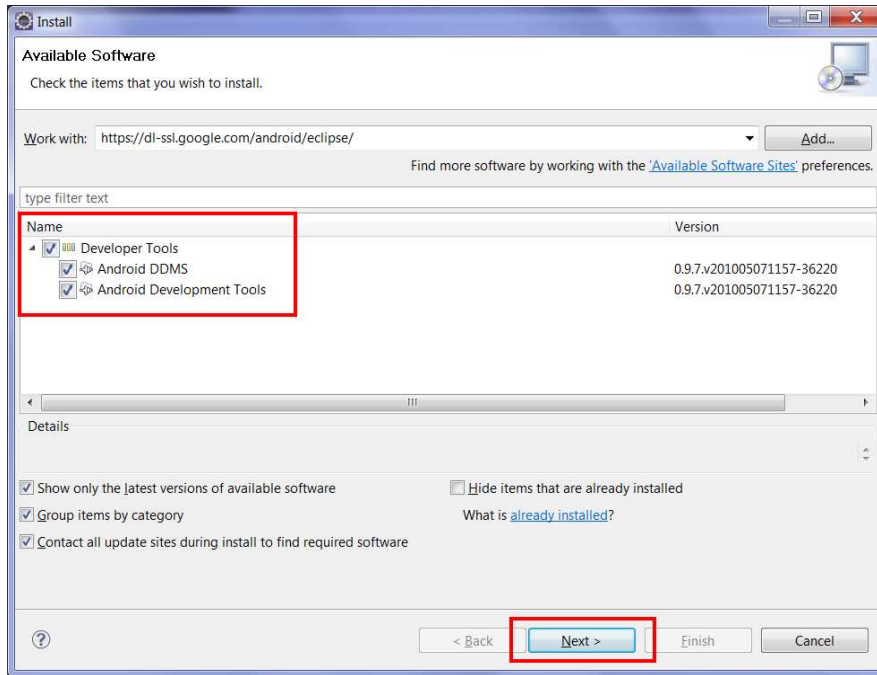 Install
Available Software
Check the items that you wish to install.
Work with: https://dl-ssl.google.com/android/eclipse/ Add...
Find more software by working with the 'Available Software Sites' preferences.
type filter text
Name Version
Developer Tools
Android DDMS 0.9.7.v201005071157-36220
Android Development Tools 0.9.7.v201005071157-36220
Details
Show only the latest versions of available software Hide items that are already installed
Group items by category What is already installed?
Contact all update sites during install to find required software
? < Back Next > Finish Cancel